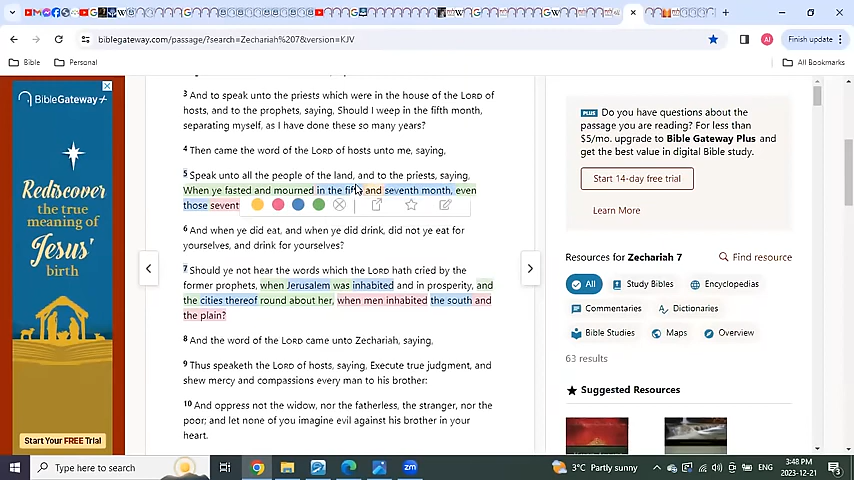 biblegateway.com/passage/?search=Zechariah%207&version=KJV
AI
Finish update
Bible
Personal
All Bookmarks
BibleGateway+
Rediscover
the true
meaning of
Jesus'
birth
Start Your FREE Trial
3 And to speak unto the priests which were in the house of the LORD of
hosts, and to the prophets, saying, Should I weep in the fifth month,
separating myself, as I have done these so many years?
4 Then came the word of the LORD of hosts unto me, saying,
5 Speak unto all the people of the land, and to the priests, saying,
When ye fasted and mourned in the fifth and seventh month, even
those sevent
6 And when ye did eat, and when ye did drink, did not ye eat for
yourselves, and drink for yourselves?
7 Should ye not hear the words which the LORD hath cried by the
former prophets, when Jerusalem was inhabited and in prosperity, and
the cities thereof round about her, when men inhabited the south and
the plain?
8 And the word of the LORD came unto Zechariah, saying,
9 Thus speaketh the LORD of hosts, saying, Execute true judgment, and
shew mercy and compassions every man to his brother:
10 And oppress not the widow, nor the fatherless, the stranger, nor the
poor; and let none of you imagine evil against his brother in your
heart.
PLUS Do you have questions about the
passage you are reading? For less than
$5/mo. upgrade to Bible Gateway Plus and
get the best value in digital Bible study.
Start 14-day free trial
Learn More
Resources for Zechariah 7
Find resource
All
Study Bibles
Encyclopedias
Commentaries
Dictionaries
Bible Studies
Maps
Overview
63 results
Suggested Resources
Type here to search
zm
3°C Partly sunny
ENG
3:48 PM
2023-12-21
3